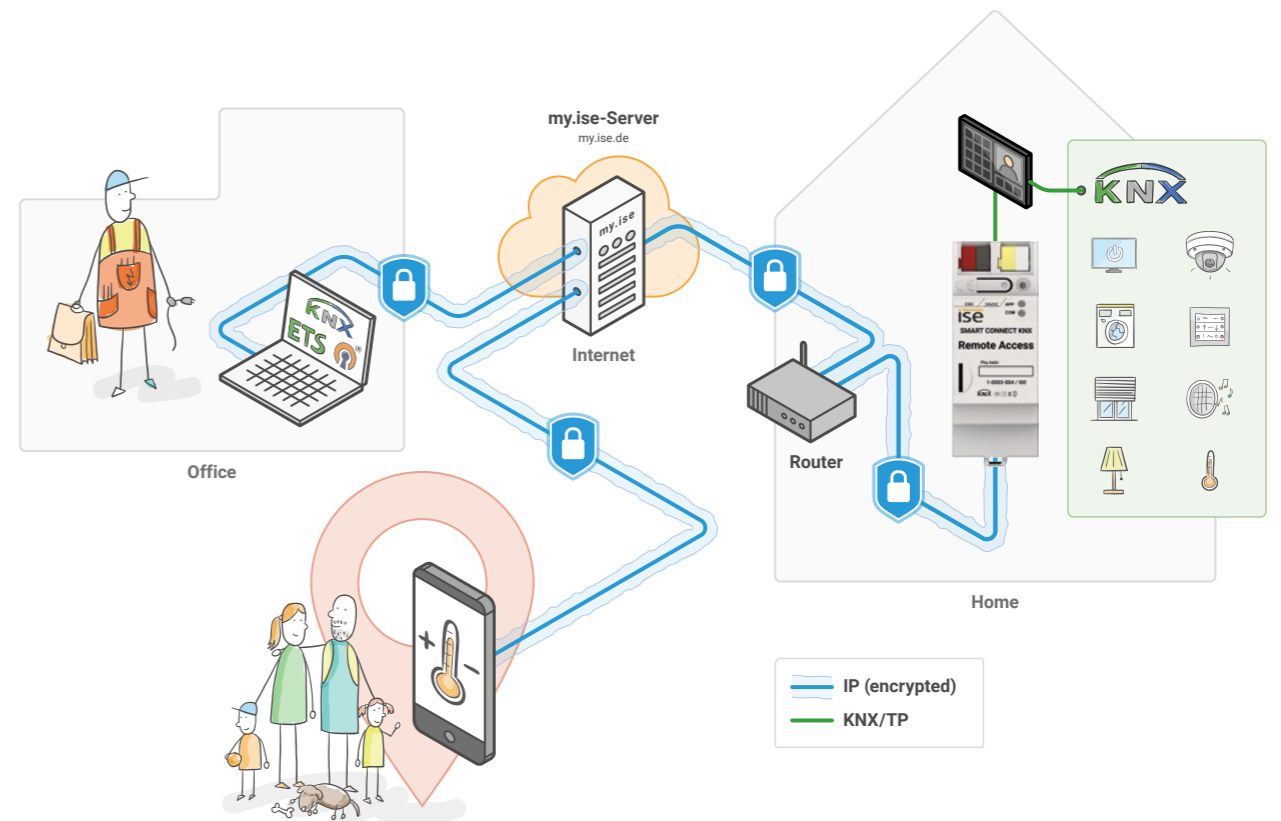 my.ise-Server
my.ise.de
my.ise
Internet
KNX
ETS
Office
KNX
ise
SMART CONNECT KNX
Remote Access
KNX
Router
Home
IP (encrypted)
KNX/TP